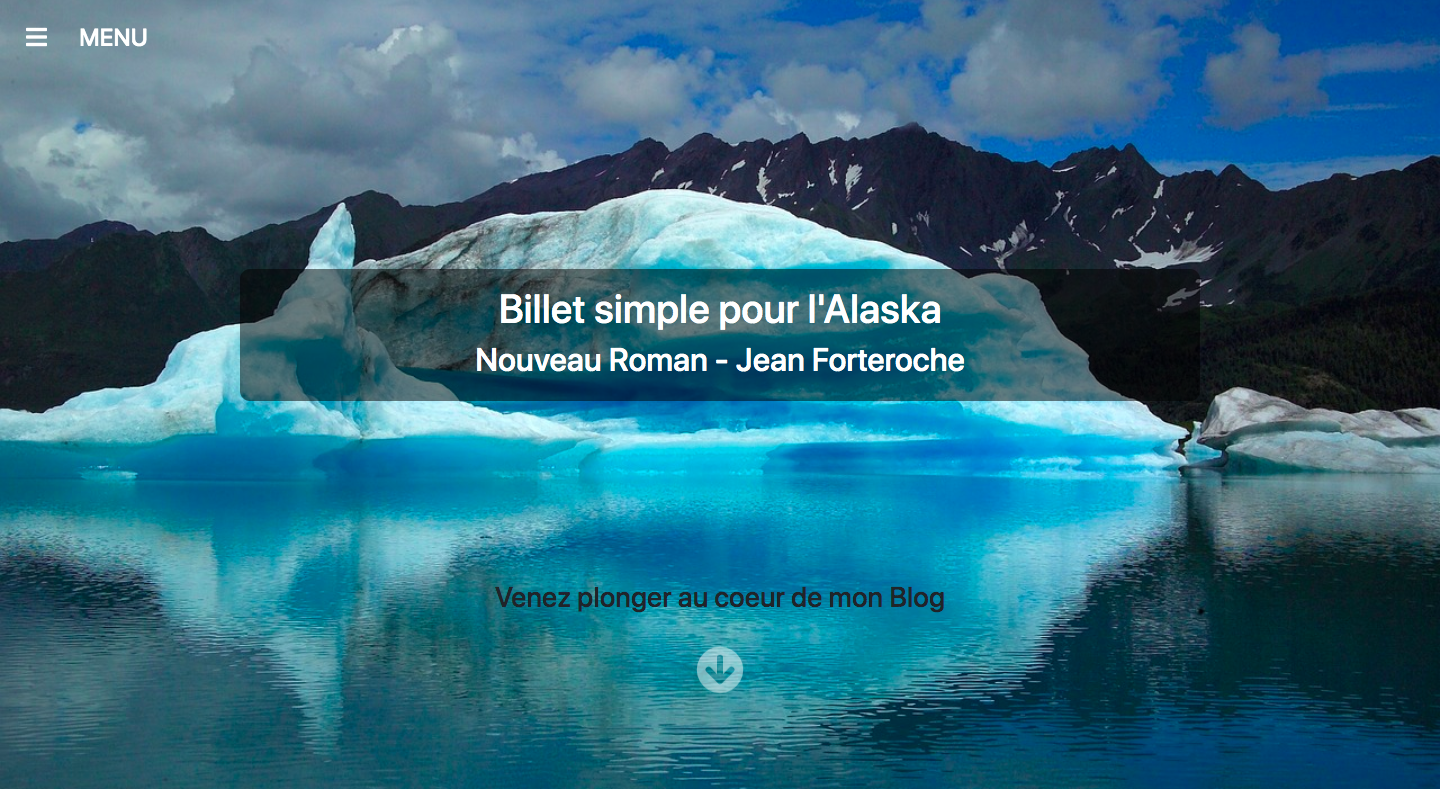 MENU
Billet simple pour l'Alaska
Nouveau Roman - Jean Forteroche
Venez plonger au coeur de mon Blog